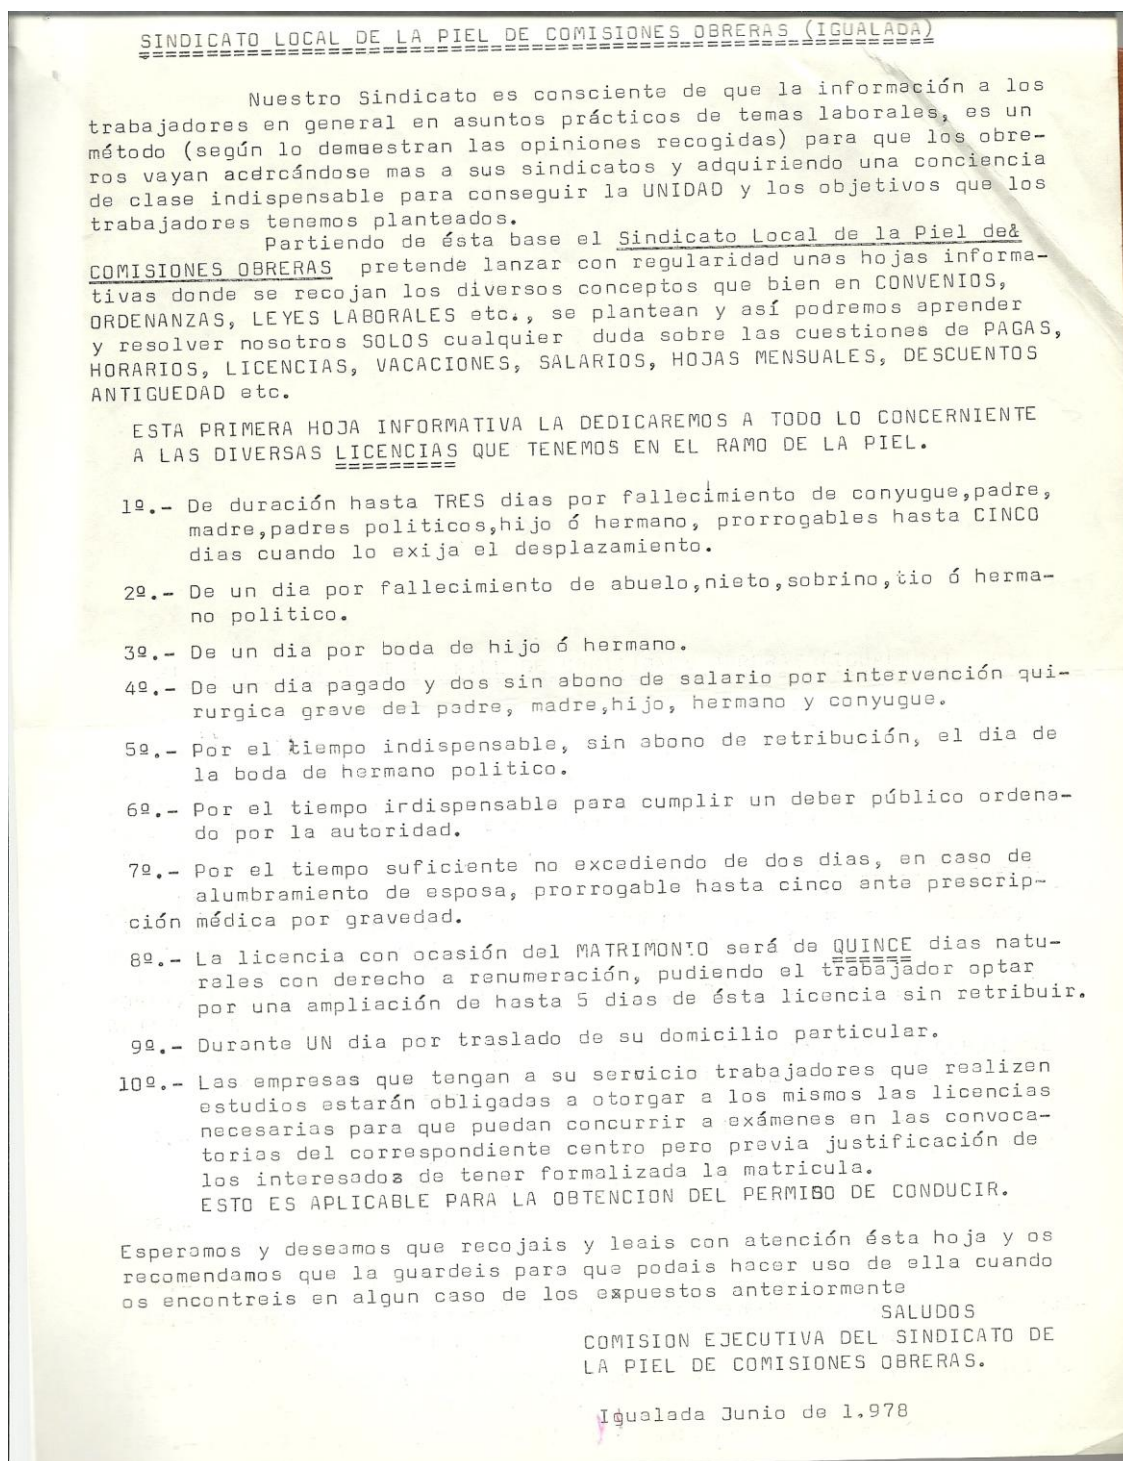 SINDICATO LOCAL DE LA PIEL DE COMISIONES OBRERAS (IGUALADA)
Nuestro Sindicato es consciente de que la información a los
trabajadores en general en asuntos prácticos de temas laborales, es un
método (según lo demuestran las opiniones recogidas) para que los obre-
ros vayan acdrcándose mas a sus sindicatos y adquiriendo una conciencia
de clase indispensable para conseguir la UNIDAD y los objetivos que los
trabajadores tenemos planteados.
Partiendo de ésta base el Sindicato Local de la Piel de&
COMISIONES OBRERAS pretende lanzar con regularidad unas hojas informa-
tivas donde se recojan los diversos conceptos que bien en CONVENIOS,
ORDENANZAS, LEYES LABORALES etc., se plantean y así podremos aprender
y resolver nosotros SOLOS cualquier duda sobre las cuestiones de PAGAS,
HORARIOS, LICENCIAS, VACACIONES, SALARIOS, HOJAS MENSUALES, DESCUENTOS
ANTIGUEDAD etc.
ESTA PRIMERA HOJA INFORMATIVA LA DEDICAREMOS A TODO LO CONCERNIENTE
A LAS DIVERSAS LICENCIAS QUE TENEMOS EN EL RAMO DE LA PIEL.
1º.- De duración hasta TRES dias por fallecimiento de conyugue,padre,
madre,padres politicos,hijo ó hermano, prorrogables hasta CINCO
dias cuando lo exija el desplazamiento.
2º.- De un dia por fallecimiento de abuelo,nieto,sobrino,tio ó herma-
no politico.
3º.- De un dia por boda de hijo ó hermano.
4º.- De un dia pagado y dos sin abono de salario por intervención qui-
rurgica grave del padre, madre,hijo, hermano y conyugue.
5º.- Por el tiempo indispensable, sin abono de retribución, el dia de
la boda de hermano politico.
6º.- Por el tiempo irdispensable para cumplir un deber público ordena-
do por la autoridad.
7º.- Por el tiempo suficiente no excediendo de dos dias, en caso de
alumbramiento de esposa, prorrogable hasta cinco ante prescrip-
ción médica por gravedad.
8º.- La licencia con ocasión del MATRIMONIO será de QUINCE dias natu-
rales con derecho a renumeración, pudiendo el trabajador optar
por una ampliación de hasta 5 dias de ésta licencia sin retribuir.
9º.- Durante UN dia por traslado de su domicilio particular.
10º.- Las empresas que tengan a su servicio trabajadores que realizen
estudios estarán obligadas a otorgar a los mismos las licencias
necesarias para que puedan concurrir a exámenes en las convoca-
torias del correspondiente centro pero previa justificación de
los interesados de tener formalizada la matricula.
ESTO ES APLICABLE PARA LA OBTENCION DEL PERMISO DE CONDUCIR.
Esperamos y deseamos que recojais y leais con atención ésta hoja y os
recomendamos que la guardeis para que podais hacer uso de ella cuando
os encontreis en algun caso de los expuestos anteriormente
SALUDOS
COMISION EJECUTIVA DEL SINDICATO DE
LA PIEL DE COMISIONES OBRERAS.
Igualada Junio de 1.978